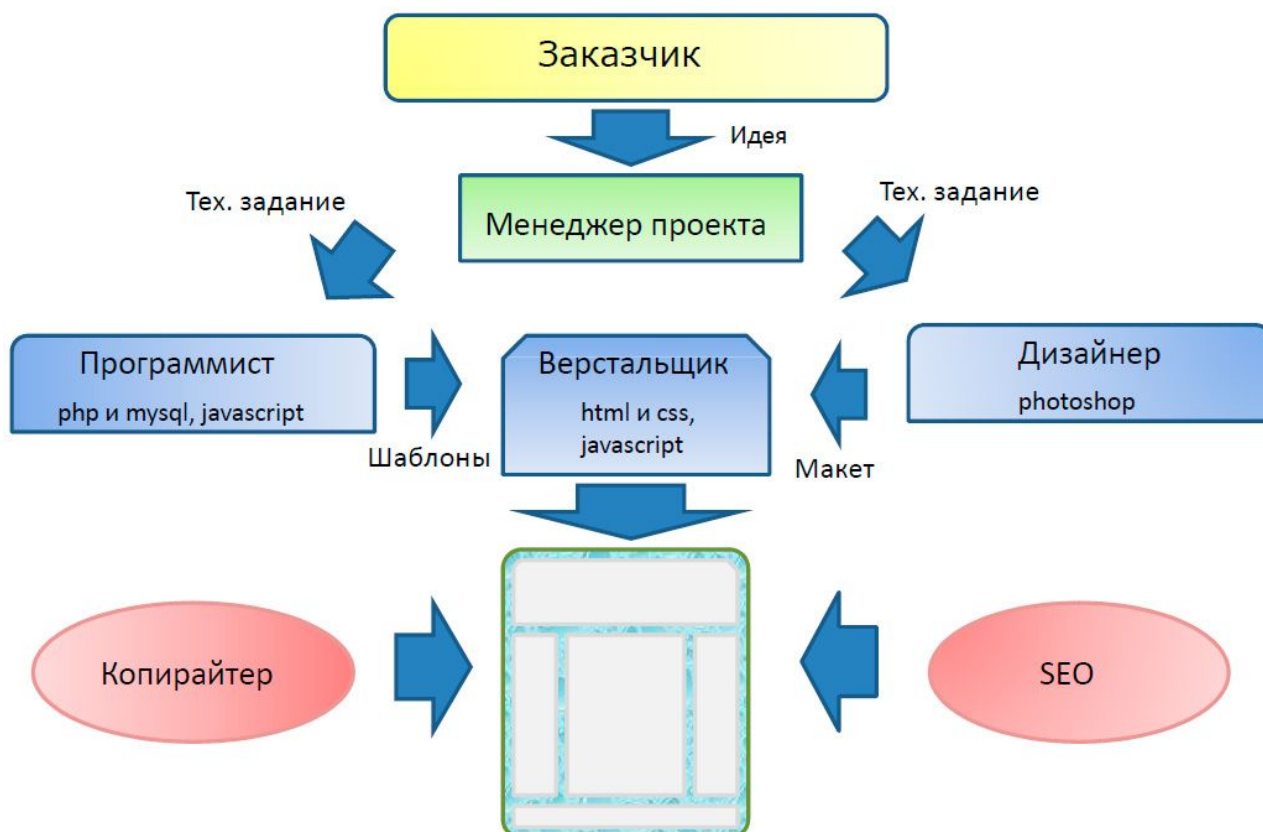 Заказчик
Идея
Тех. задание
Тех. задание
Менеджер проекта
Программист
php и mysql, javascript
Верстальщик
html и css,
javascript
Дизайнер
photoshop
Шаблоны
Макет
Копирайтер
SEO